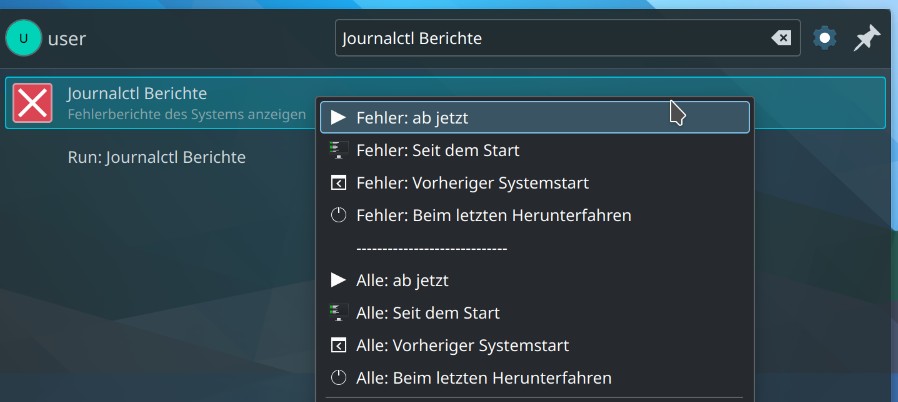 U
user
Journalctl Berichte
Journalctl Berichte
Fehlerberichte des Systems anzeigen
Run: Journalctl Berichte
Fehler: ab jetzt
Fehler: Seit dem Start
Fehler: Vorheriger Systemstart
Fehler: Beim letzten Herunterfahren
-----------------------------
Alle: ab jetzt
Alle: Seit dem Start
Alle: Vorheriger Systemstart
Alle: Beim letzten Herunterfahren